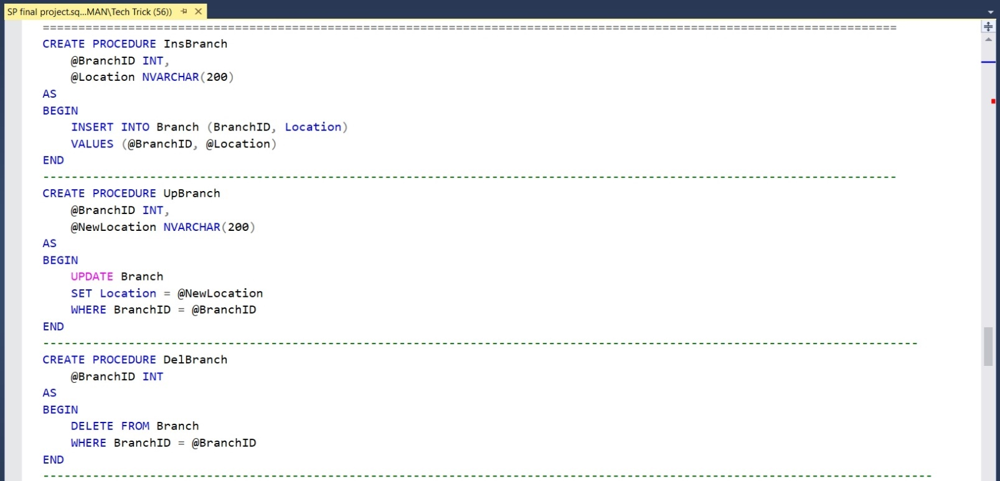 SP final project.sq...MAN\Tech Trick (56))
========================================================================================================================
CREATE PROCEDURE InsBranch
    @BranchID INT,
    @Location NVARCHAR(200)
AS
BEGIN
    INSERT INTO Branch (BranchID, Location)
    VALUES (@BranchID, @Location)
END
------------------------------------------------------------------------------------------------------------------------
CREATE PROCEDURE UpBranch
    @BranchID INT,
    @NewLocation NVARCHAR(200)
AS
BEGIN
    UPDATE Branch
    SET Location = @NewLocation
    WHERE BranchID = @BranchID
END
---------------------------------------------------------------------------------------------------------------------------
CREATE PROCEDURE DelBranch
    @BranchID INT
AS
BEGIN
    DELETE FROM Branch
    WHERE BranchID = @BranchID
END
-----------------------------------------------------------------------------------------------------------------------------